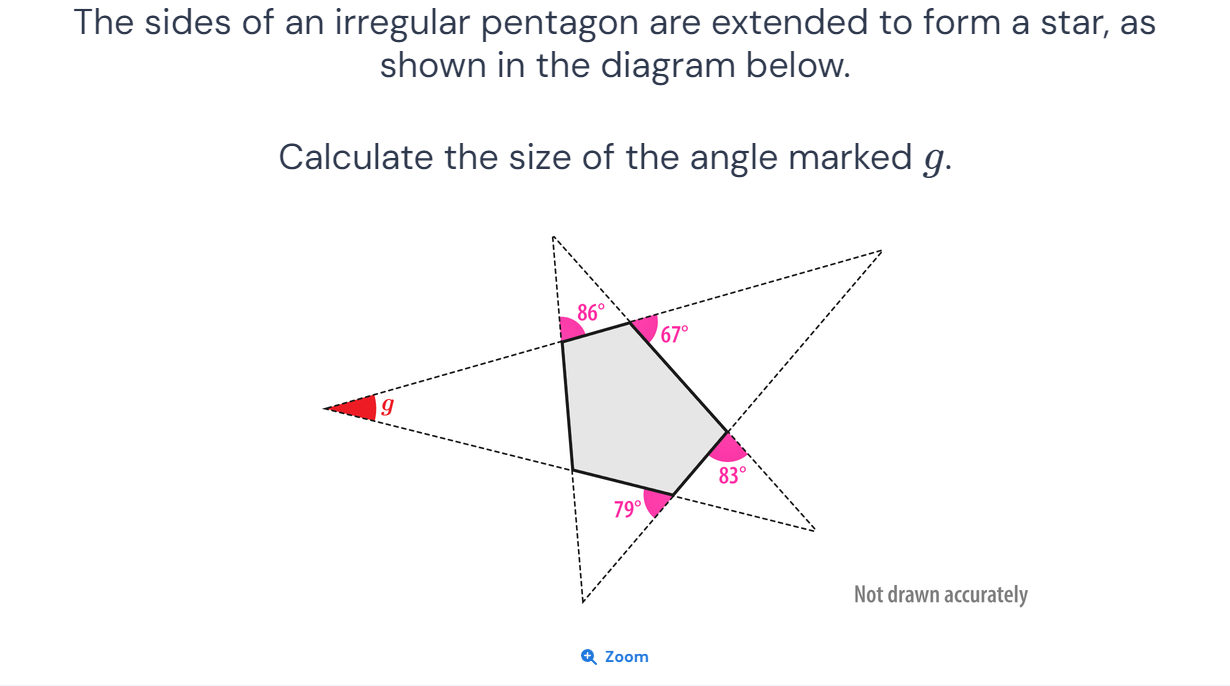 The sides of an irregular pentagon are extended to form a star, as
shown in the diagram below.
Calculate the size of the angle marked g.
86°
67°
g
83°
79°
Not drawn accurately
Zoom